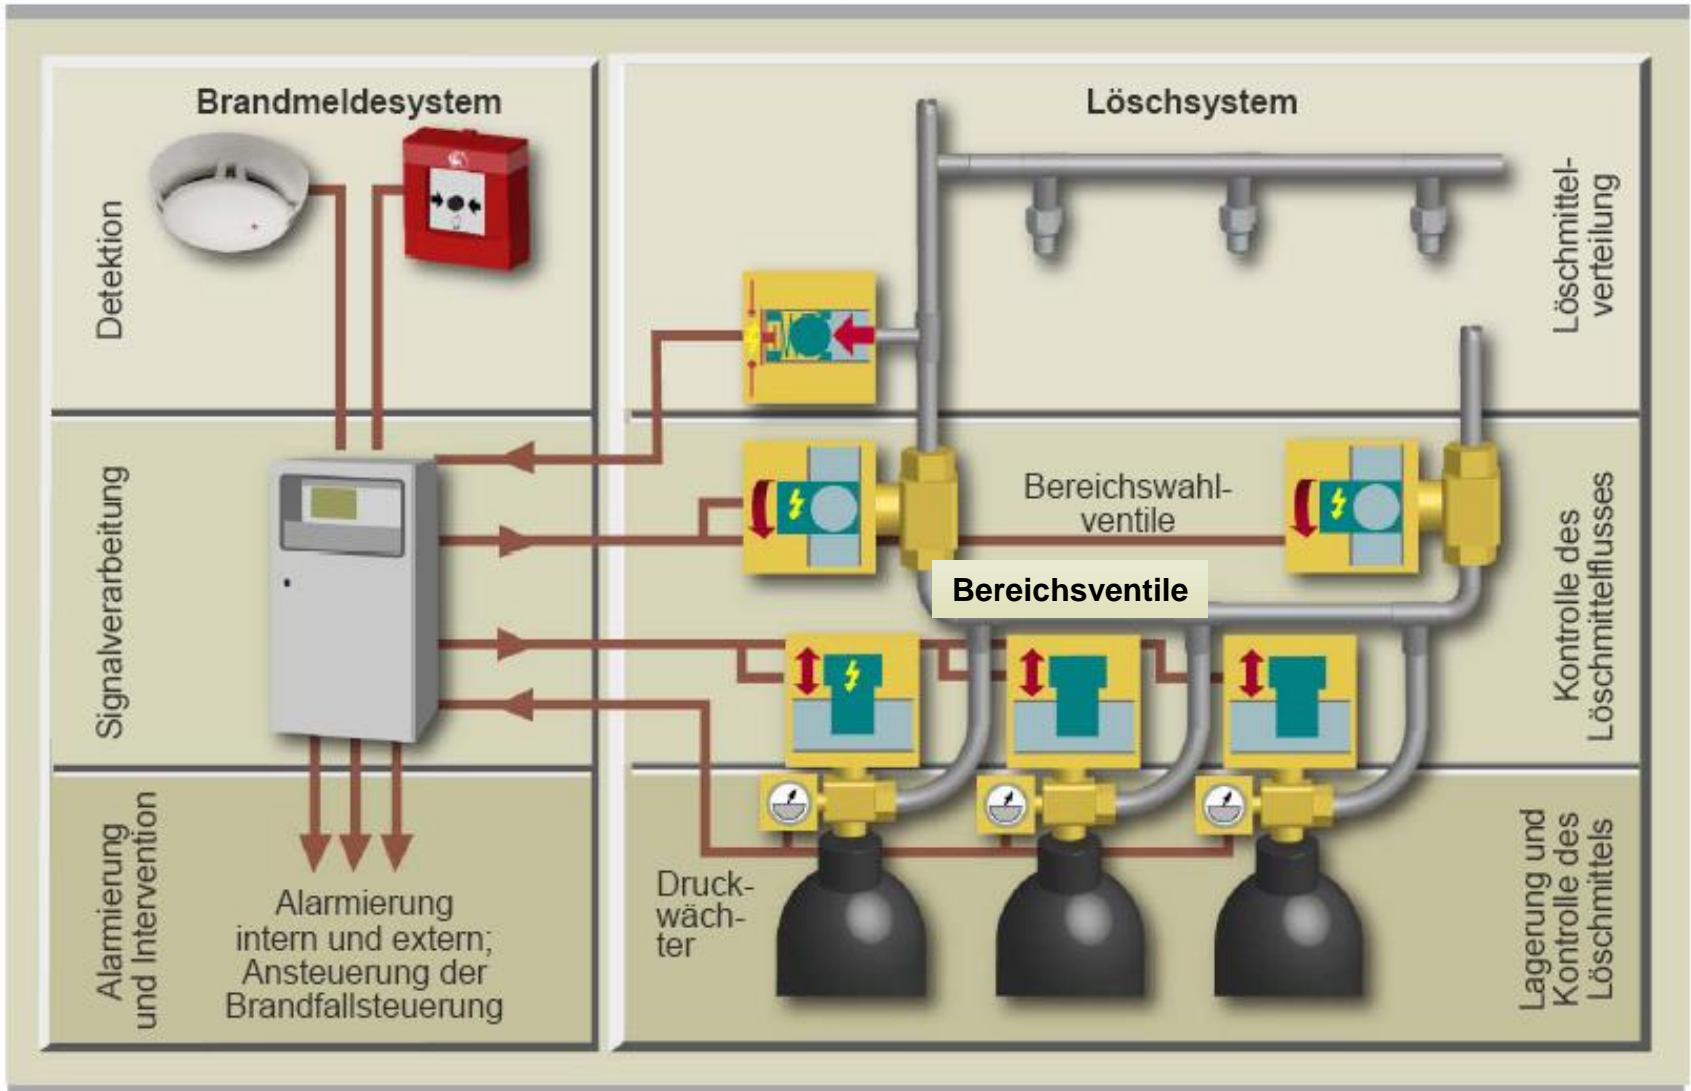 Brandmeldesystem
Löschsystem
Detektion
Löschmittel-
verteilung
Signalverarbeitung
Bereichswahl-
ventile
Bereichsventile
Kontrolle des
Löschmittelflusses
Alarmierung
und Intervention
Alarmierung
intern und extern;
Ansteuerung der
Brandfallsteuerung
Druck-
wäch-
ter
Lagerung und
Kontrolle des
Löschmittels